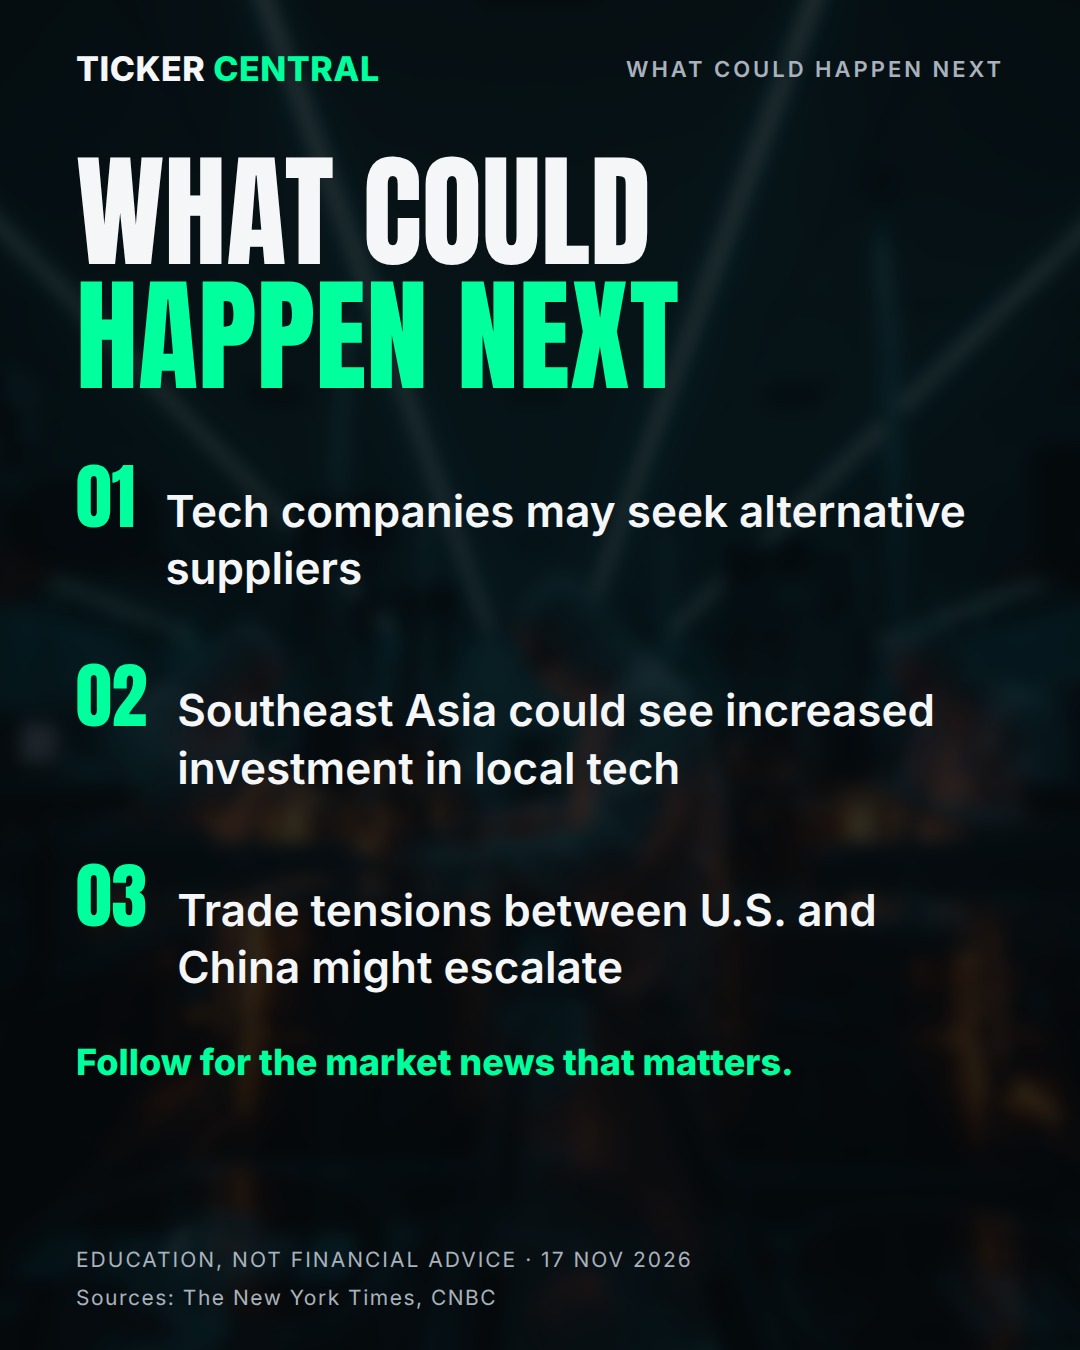 TICKER CENTRAL
WHAT COULD HAPPEN NEXT
WHAT COULD
HAPPEN NEXT
01 Tech companies may seek alternative
suppliers
02 Southeast Asia could see increased
investment in local tech
03 Trade tensions between U.S. and
China might escalate
Follow for the market news that matters.
EDUCATION, NOT FINANCIAL ADVICE · 17 NOV 2026
Sources: The New York Times, CNBC